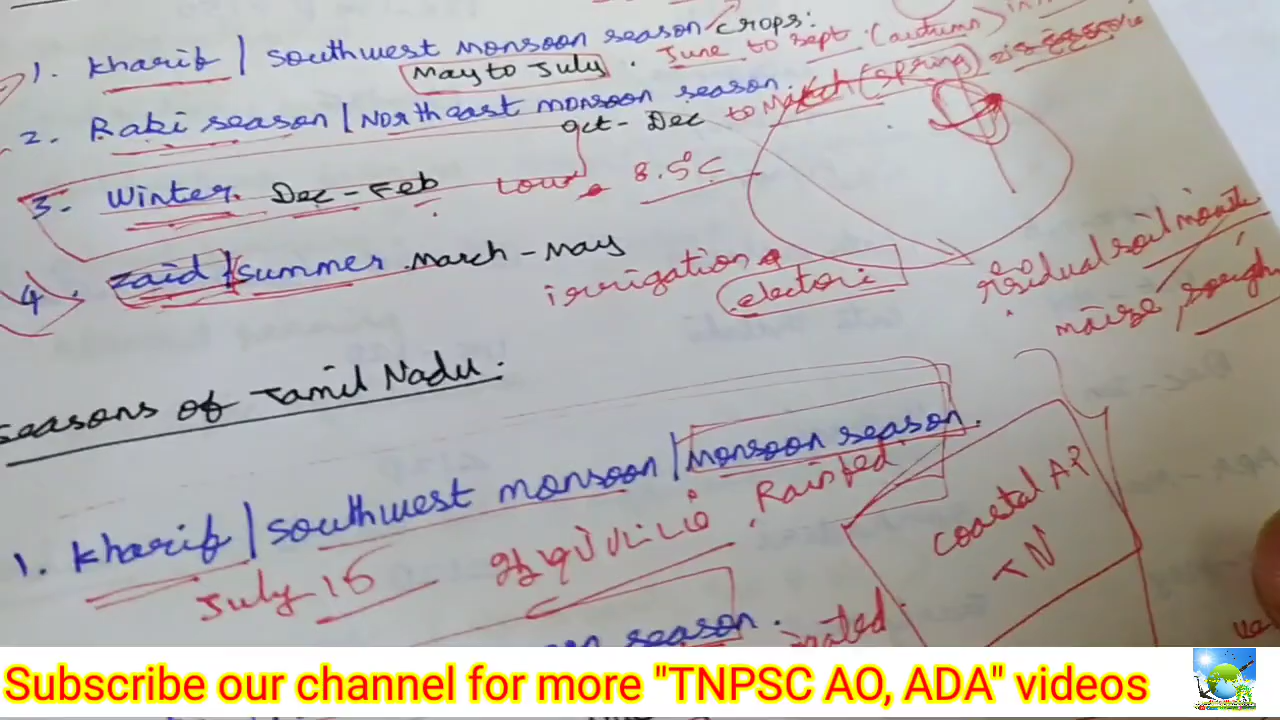 1. Kharif | Southwest monsoon season crops:
May to July. June to Sept. (autumn)
2. Rabi season | Northeast monsoon season.
Oct - Dec to March (spring)
3. Winter. Dec - Feb 8.5°C
4. Zaid / Summer. March - May
irrigation
residual soil
maize,
Seasons of Tamil Nadu.
1. Kharif | Southwest monsoon | Monsoon season.
July 15 ஆடிப்பட்டம். Rainfed
Coastal AP
TN
season.
Subscribe our channel for more "TNPSC AO, ADA" videos